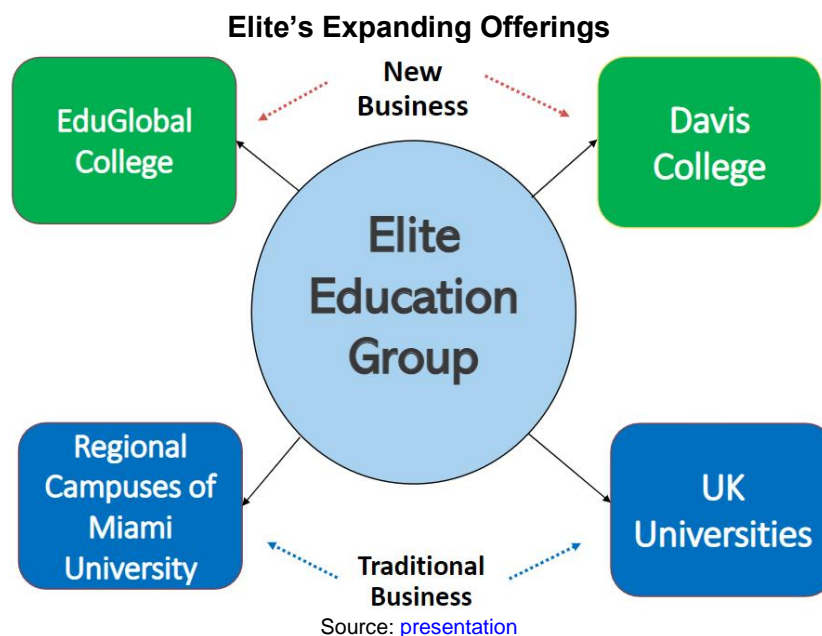 Elite’s Expanding Offerings
New
Business
EduGlobal
College
Davis
College
Elite
Education
Group
Regional
Campuses of
Miami
University
UK
Universities
Traditional
Business
Source: presentation